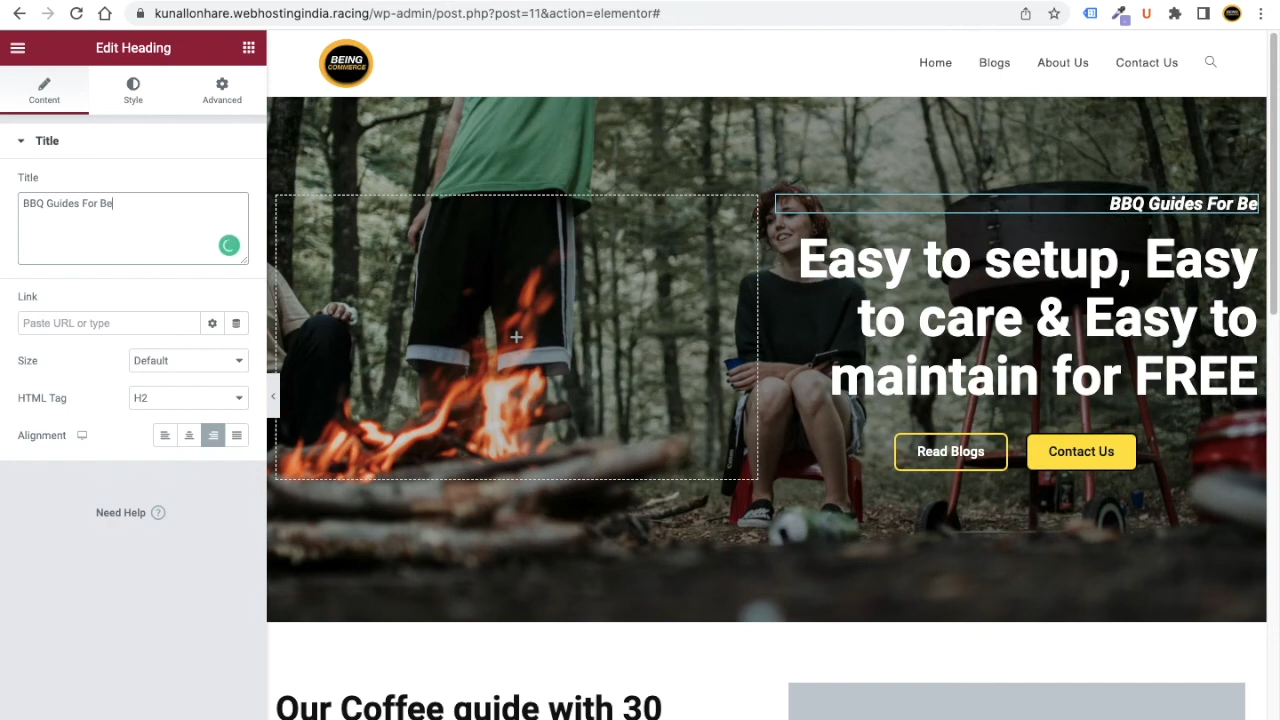 kunallonhare.webhostingindia.racing/wp-admin/post.php?post=11&action=elementor#
Edit Heading
Content Style Advanced
BEING COMMERCE
Home Blogs About Us Contact Us
Title
Title
BBQ Guides For Be
Link
Paste URL or type
Size Default
HTML Tag H2
Alignment
Need Help ?
BBQ Guides For Be
Easy to setup, Easy
to care & Easy to
maintain for FREE
Read Blogs Contact Us
Our Coffee guide with 30